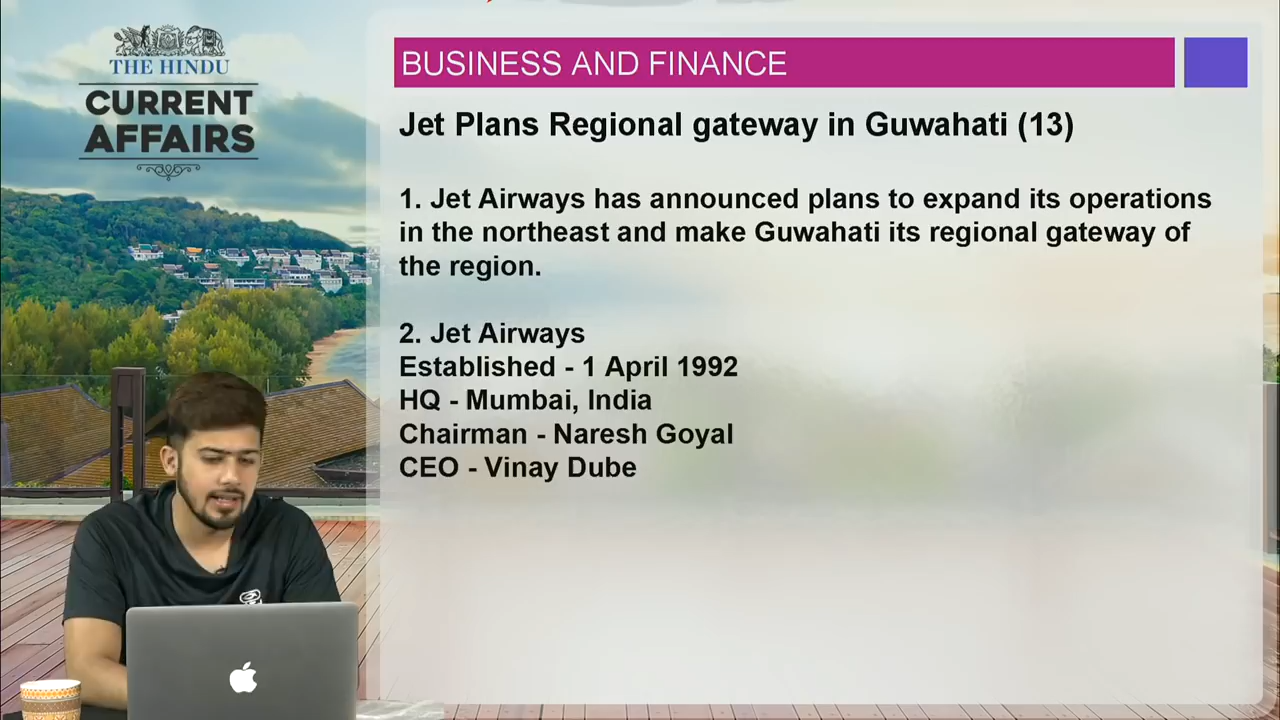 THE HINDU
CURRENT
AFFAIRS
BUSINESS AND FINANCE
Jet Plans Regional gateway in Guwahati (13)
1. Jet Airways has announced plans to expand its operations
in the northeast and make Guwahati its regional gateway of
the region.
2. Jet Airways
Established - 1 April 1992
HQ - Mumbai, India
Chairman - Naresh Goyal
CEO - Vinay Dube